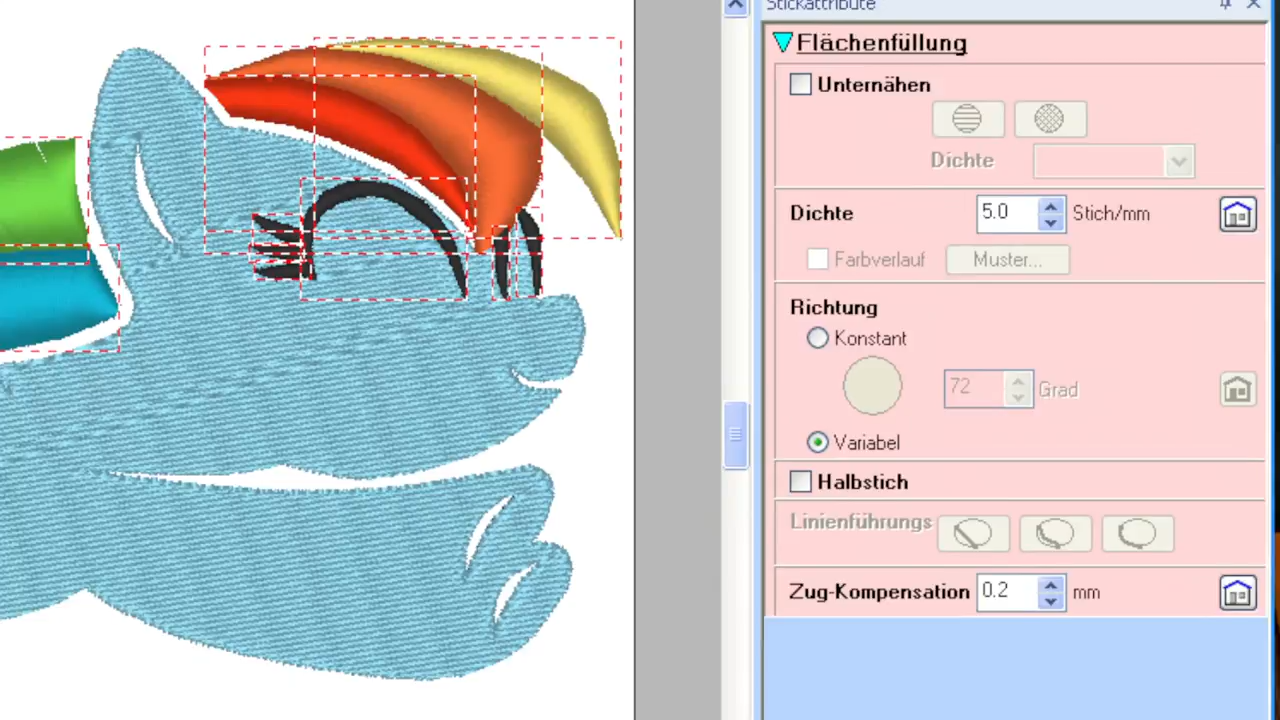 Stickattribute
Flächenfüllung
Unternähen
Dichte
Dichte 5.0 Stich/mm
Farbverlauf Muster...
Richtung
Konstant
72 Grad
Variabel
Halbstich
Linienführungs
Zug-Kompensation 0.2 mm